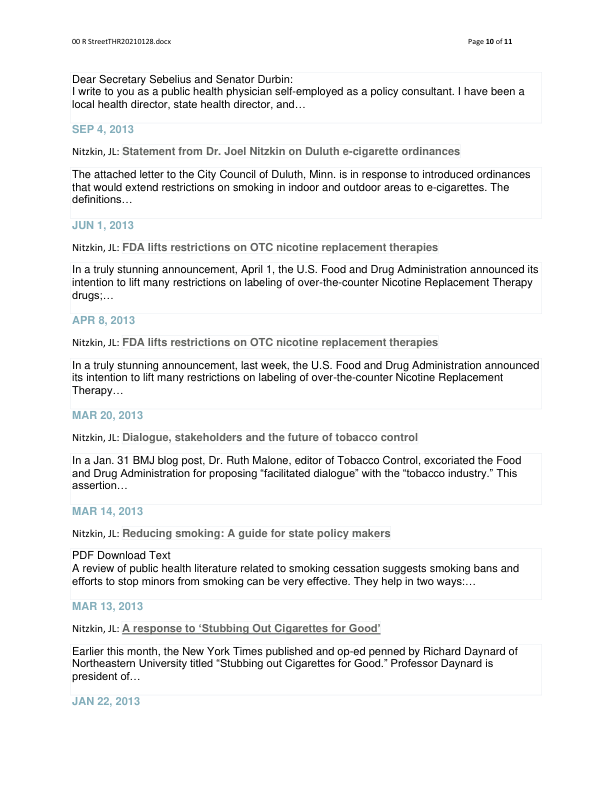 00 R StreetTHR20210128.docx Page 10 of 11
Dear Secretary Sebelius and Senator Durbin:
I write to you as a public health physician self-employed as a policy consultant. I have been a
local health director, state health director, and…
SEP 4, 2013
Nitzkin, JL: Statement from Dr. Joel Nitzkin on Duluth e-cigarette ordinances
The attached letter to the City Council of Duluth, Minn. is in response to introduced ordinances
that would extend restrictions on smoking in indoor and outdoor areas to e-cigarettes. The
definitions…
JUN 1, 2013
Nitzkin, JL: FDA lifts restrictions on OTC nicotine replacement therapies
In a truly stunning announcement, April 1, the U.S. Food and Drug Administration announced its
intention to lift many restrictions on labeling of over-the-counter Nicotine Replacement Therapy
drugs;…
APR 8, 2013
Nitzkin, JL: FDA lifts restrictions on OTC nicotine replacement therapies
In a truly stunning announcement, last week, the U.S. Food and Drug Administration announced
its intention to lift many restrictions on labeling of over-the-counter Nicotine Replacement
Therapy…
MAR 20, 2013
Nitzkin, JL: Dialogue, stakeholders and the future of tobacco control
In a Jan. 31 BMJ blog post, Dr. Ruth Malone, editor of Tobacco Control, excoriated the Food
and Drug Administration for proposing “facilitated dialogue” with the “tobacco industry.” This
assertion…
MAR 14, 2013
Nitzkin, JL: Reducing smoking: A guide for state policy makers
PDF Download Text
A review of public health literature related to smoking cessation suggests smoking bans and
efforts to stop minors from smoking can be very effective. They help in two ways:…
MAR 13, 2013
Nitzkin, JL: A response to ‘Stubbing Out Cigarettes for Good’
Earlier this month, the New York Times published and op-ed penned by Richard Daynard of
Northeastern University titled “Stubbing out Cigarettes for Good.” Professor Daynard is
president of…
JAN 22, 2013